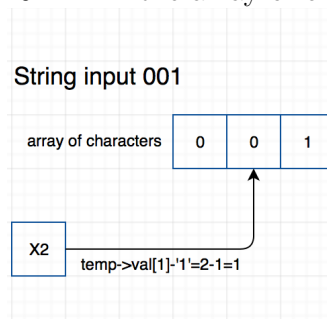 String input 001
array of characters 0 0 1
X2
temp->val[1]-'1'=2-1=1